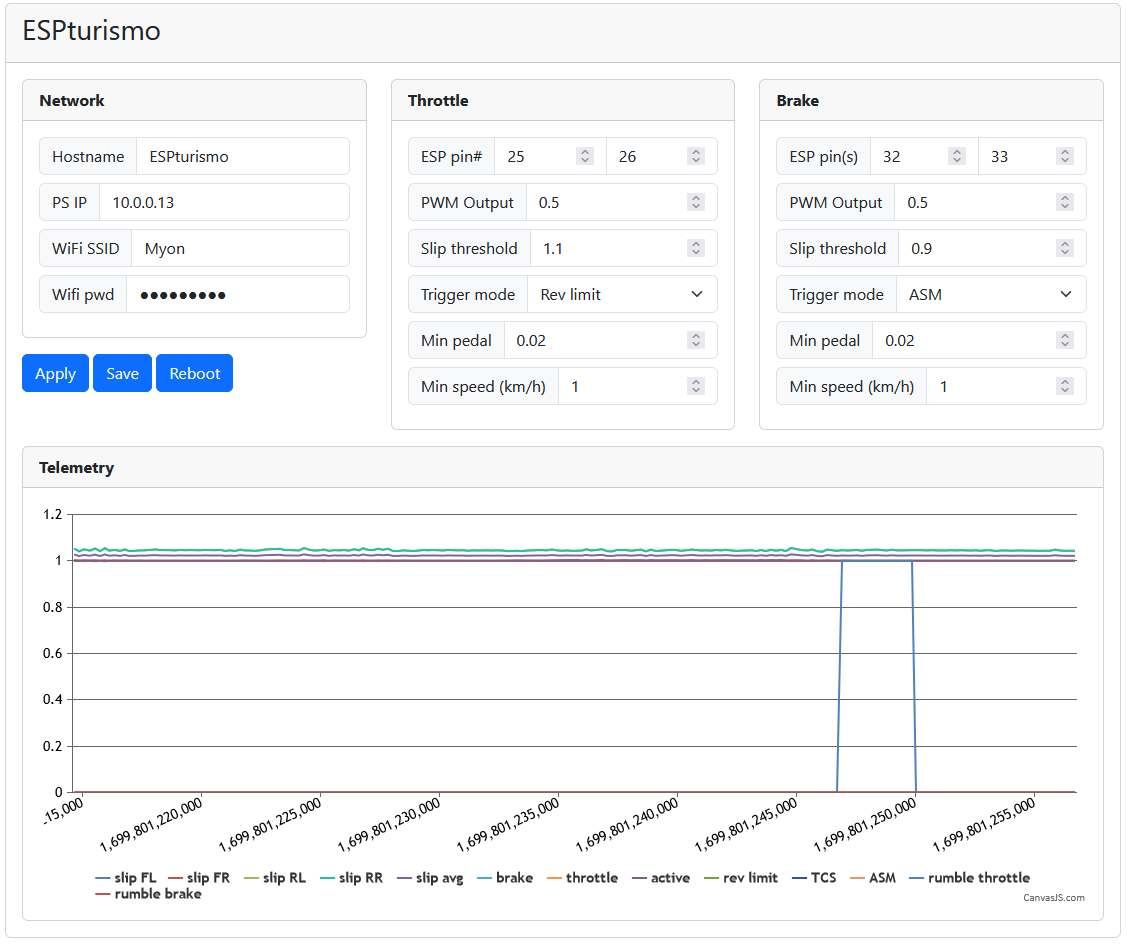 ESPturismo
Network
Hostname ESPturismo
PS IP 10.0.0.13
WiFi SSID Myon
Wifi pwd ●●●●●●●●●
Apply Save Reboot
Throttle
ESP pin# 25 26
PWM Output 0.5
Slip threshold 1.1
Trigger mode Rev limit
Min pedal 0.02
Min speed (km/h) 1
Brake
ESP pin(s) 32 33
PWM Output 0.5
Slip threshold 0.9
Trigger mode ASM
Min pedal 0.02
Min speed (km/h) 1
Telemetry
1.2
1
0.8
0.6
0.4
0.2
0
.15,000 1,699,801,220,000 1,699,801,225,000 1,699,801,230,000 1,699,801,235,000 1,699,801,240,000 1,699,801,245,000 1,699,801,250,000 1,699,801,255,000
slip FL slip FR slip RL slip RR slip avg brake throttle active rev limit TCS ASM rumble throttle
rumble brake
CanvasJS.com